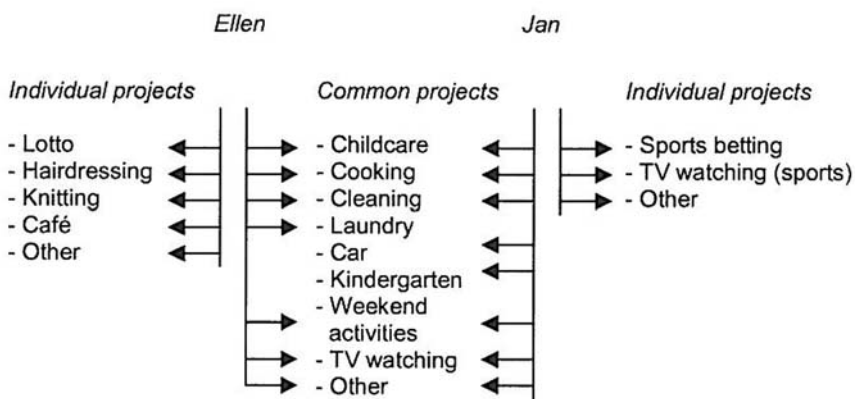 Ellen
Jan
Individual projects
- Lotto
- Hairdressing
- Knitting
- Café
- Other
Common projects
- Childcare
- Cooking
- Cleaning
- Laundry
- Car
- Kindergarten
- Weekend
activities
- TV watching
- Other
Individual projects
- Sports betting
- TV watching (sports)
- Other